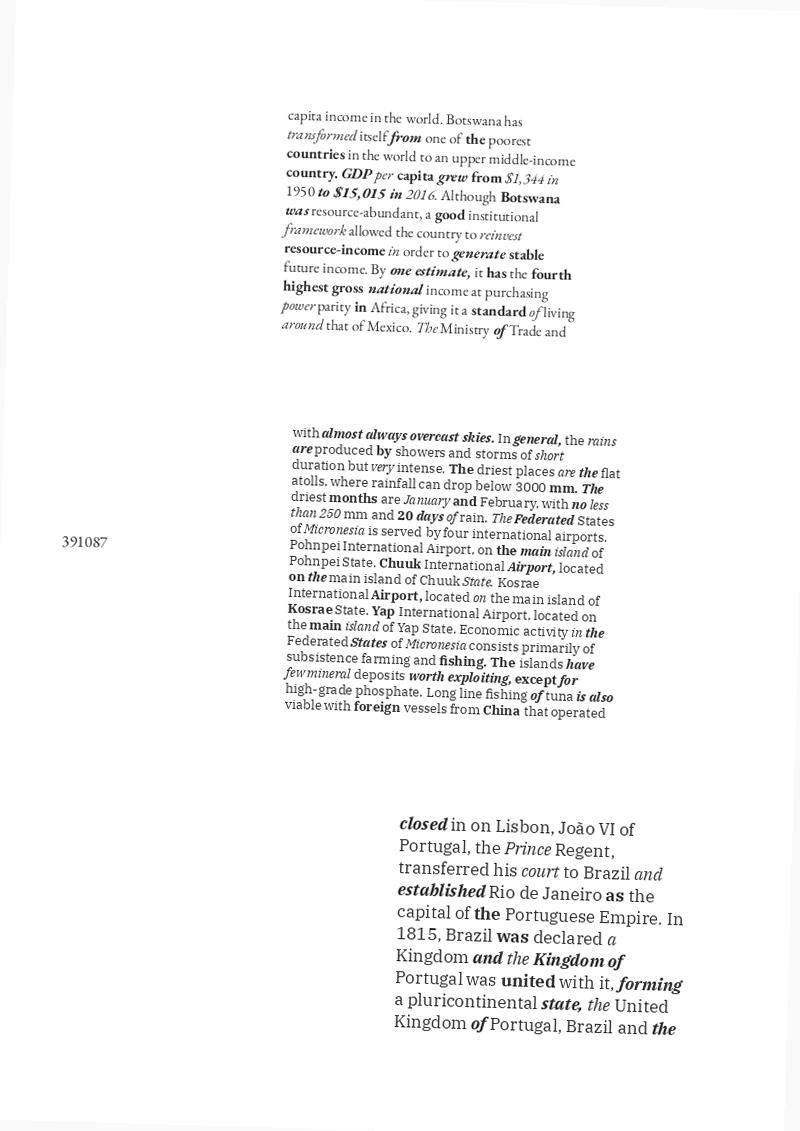 capita income in the world. Botswana has
transformed itself from one of the poorest
countries in the world to an upper middle-income
country. GDP per capita grew from $1,344 in
1950 to $15,015 in 2016. Although Botswana
was resource-abundant, a good institutional
framework allowed the country to reinvest
resource-income in order to generate stable
future income. By one estimate, it has the fourth
highest gross national income at purchasing
power parity in Africa, giving it a standard of living
around that of Mexico. The Ministry of Trade and
with almost always overcast skies. In general, the rains
are produced by showers and storms of short
duration but very intense. The driest places are the flat
atolls, where rainfall can drop below 3000 mm. The
driest months are January and February, with no less
than 250 mm and 20 days of rain. The Federated States
of Micronesia is served by four international airports.
Pohnpei International Airport, on the main island of
Pohnpei State. Chuuk International Airport, located
on the main island of Chuuk State. Kosrae
International Airport, located on the main island of
Kosrae State. Yap International Airport, located on
the main island of Yap State. Economic activity in the
Federated States of Micronesia consists primarily of
subsistence farming and fishing. The islands have
few mineral deposits worth exploiting, except for
high-grade phosphate. Long line fishing of tuna is also
viable with foreign vessels from China that operated
391087
closed in on Lisbon, João VI of
Portugal, the Prince Regent,
transferred his court to Brazil and
established Rio de Janeiro as the
capital of the Portuguese Empire. In
1815, Brazil was declared a
Kingdom and the Kingdom of
Portugal was united with it, forming
a pluricontinental state, the United
Kingdom of Portugal, Brazil and the